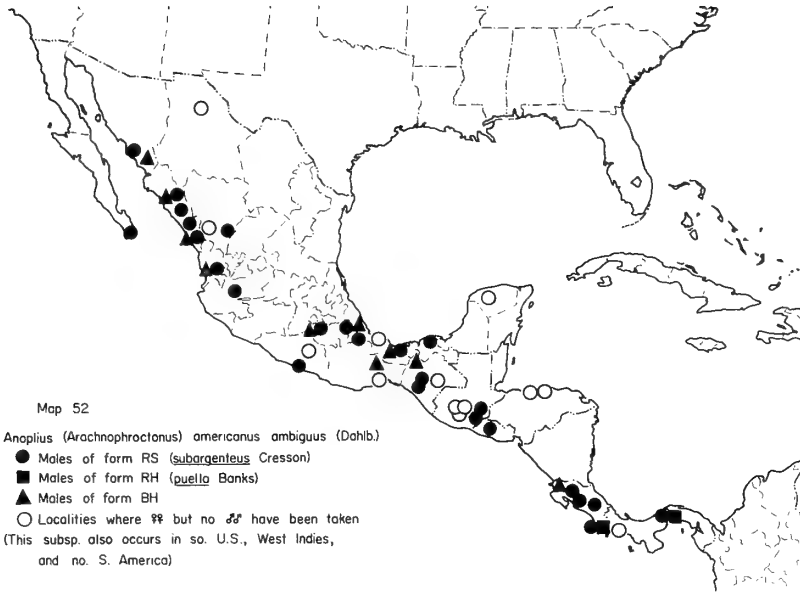 Map 52
Anoplius (Arachnophroctonus) americanus ambiguus (Dahlb.)
Males of form RS (subargenteus Cresson)
Males of form RH (puella Banks)
Males of form BH
Localities where ♀♀ but no ♂♂ have been taken
(This subsp. also occurs in so. U.S., West Indies,
and no. S. America)